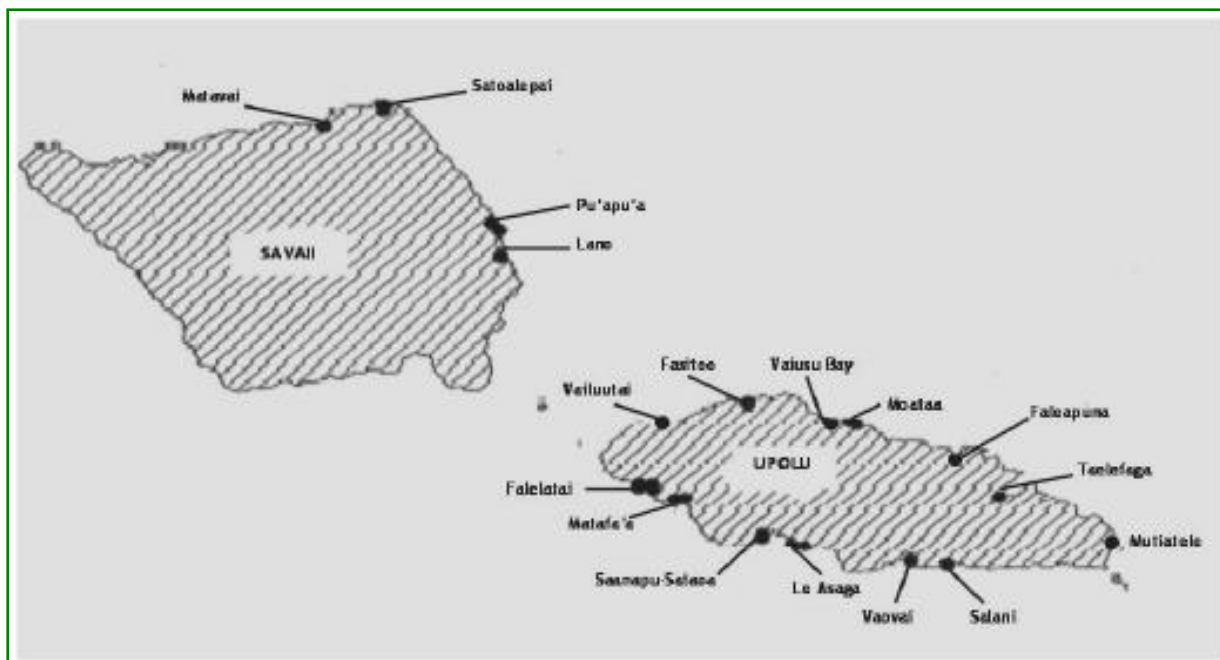 Satoalepai
Matavai
Pu'apu'a
Lano
SAVAII
Fasitoo
Vaiusu Bay
Moataa
Vailuutai
Faleapuna
UPOLU
Taelefaga
Falelatai
Matafa'a
Mutiatele
Saanapu-Sataoa
Le Asaga
Vaovai
Salani